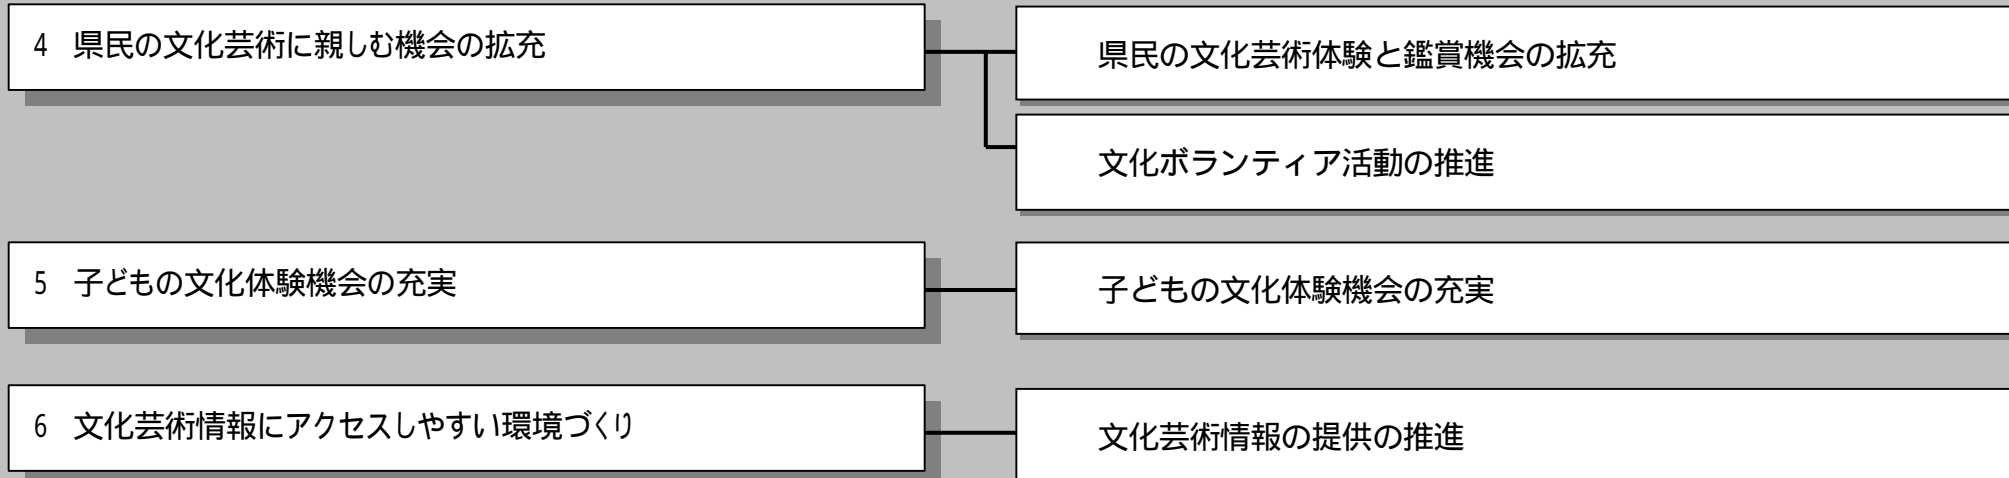 4 県民の文化芸術に親しむ機会の拡充
県民の文化芸術体験と鑑賞機会の拡充
文化ボランティア活動の推進
5 子どもの文化体験機会の充実
子どもの文化体験機会の充実
6 文化芸術情報にアクセスしやすい環境づくり
文化芸術情報の提供の推進